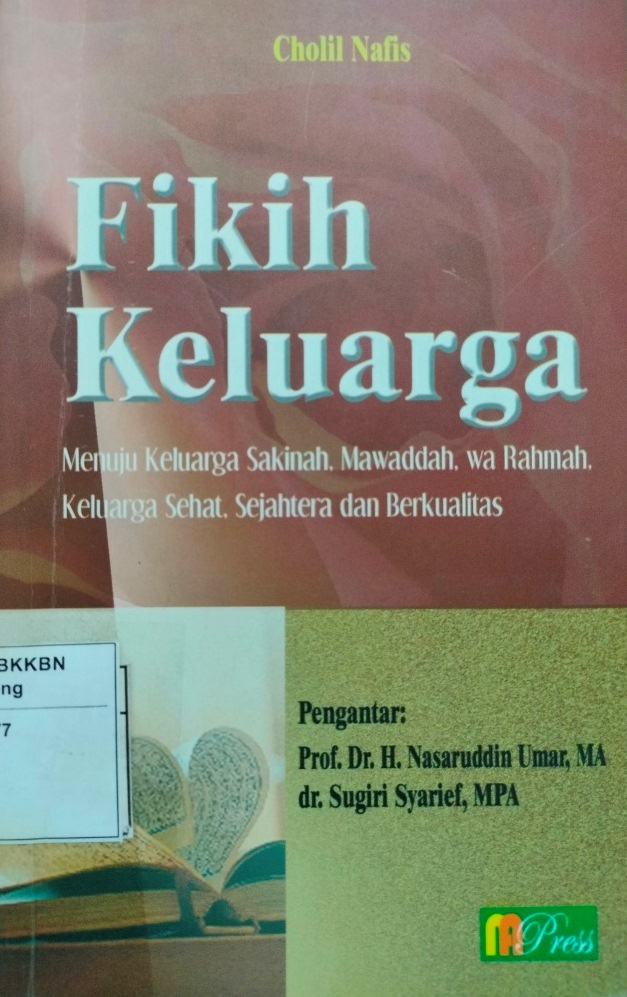 Cholil Nafis
Fikih
Keluarga
Menuju Keluarga Sakinah, Mawaddah, wa Rahmah,
Keluarga Sehat, Sejahtera dan Berkualitas
BKKBN
ng
7
Pengantar:
Prof. Dr. H. Nasaruddin Umar, MA
dr. Sugiri Syarief, MPA
Press